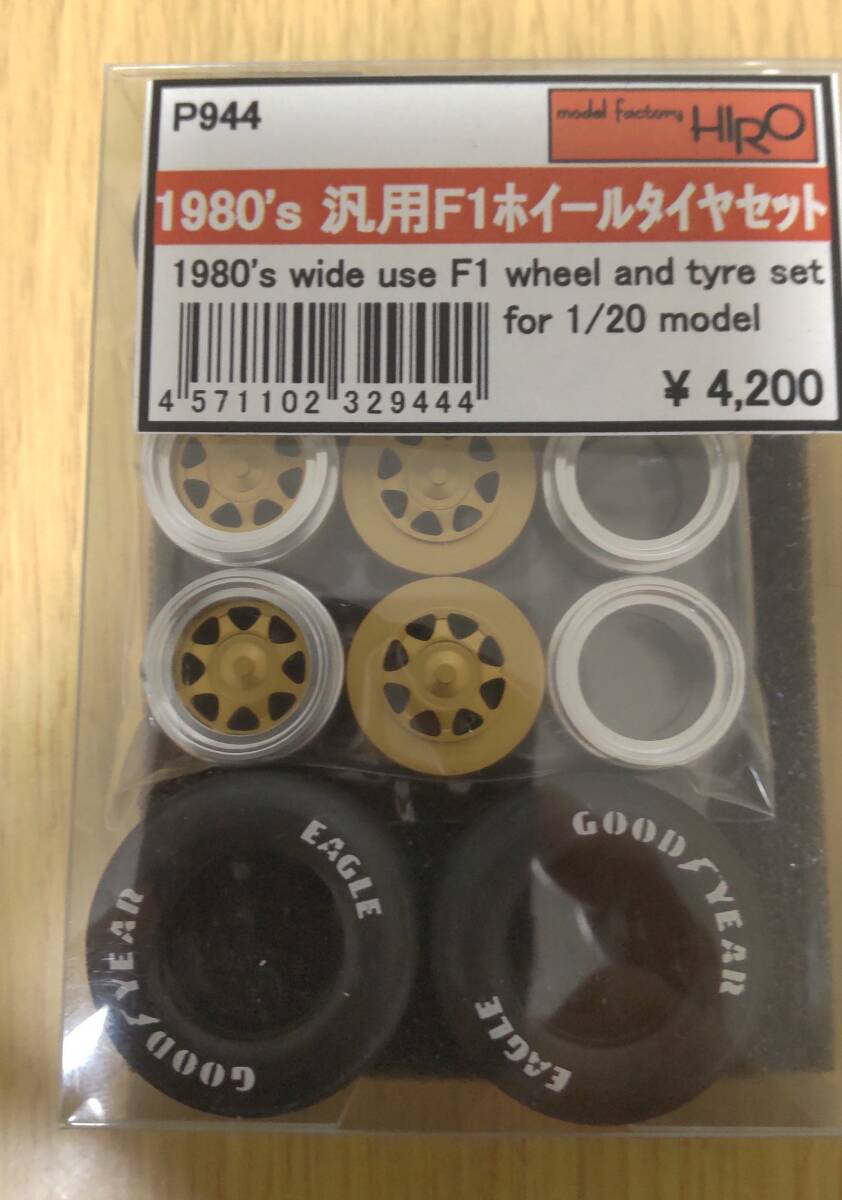 P944
model factory HIRO
1980's 汎用F1ホイールタイヤセット
1980's wide use F1 wheel and tyre set
for 1/20 model
4 571102 329444
¥ 4,200
EAGLE
GOODYEAR
GOODYEAR
EAGLE